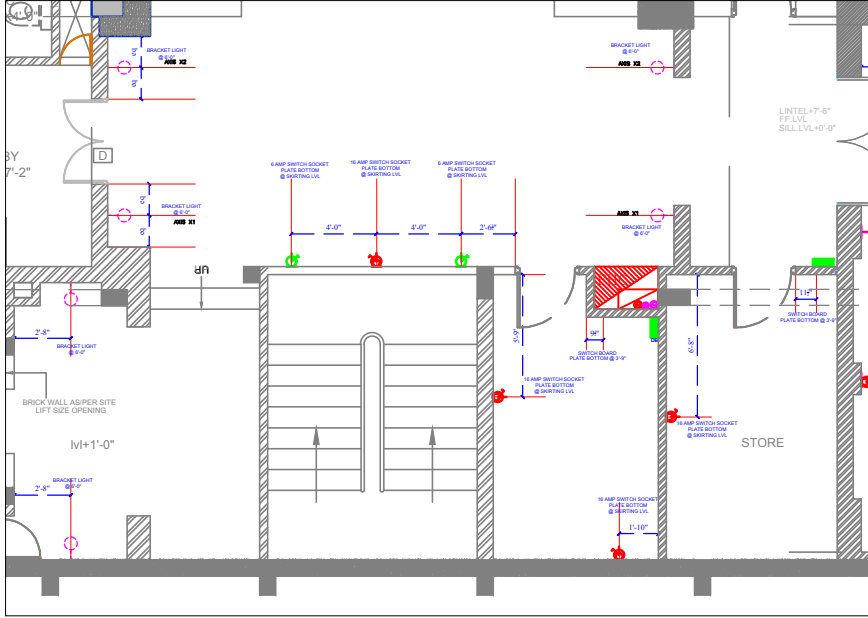 BRACKET LIGHT
@ 6'-0"
AXIS X2
eq
eq
BRACKET LIGHT
@ 6'-0"
AXIS X2
LINTEL+7'-6"
FF.LVL
SILL.LVL+0'-0"
BY
7'-2"
D
6 AMP SWITCH SOCKET
PLATE BOTTOM
@ SKIRTING LVL
16 AMP SWITCH SOCKET
PLATE BOTTOM
@ SKIRTING LVL
6 AMP SWITCH SOCKET
PLATE BOTTOM
@ SKIRTING LVL
eq
BRACKET LIGHT
@ 6'-0"
AXIS X1
eq
4'-0"
4'-0"
AXIS X1
BRACKET LIGHT
@ 6'-0"
UP
2'-8"
BRACKET LIGHT
@ 6'-0"
5'-9"
SWITCH BOARD
PLATE BOTTOM @ 3'-9"
DB
6'-8"
SWITCH BOARD
PLATE BOTTOM @ 3'-9"
16 AMP SWITCH SOCKET
PLATE BOTTOM
@ SKIRTING LVL
BRICK WALL AS/PER SITE
LIFT SIZE OPENING
lvl+1'-0"
16 AMP SWITCH SOCKET
PLATE BOTTOM
@ SKIRTING LVL
STORE
2'-8"
BRACKET LIGHT
@ 6'-0"
16 AMP SWITCH SOCKET
PLATE BOTTOM
@ SKIRTING LVL
1'-10"